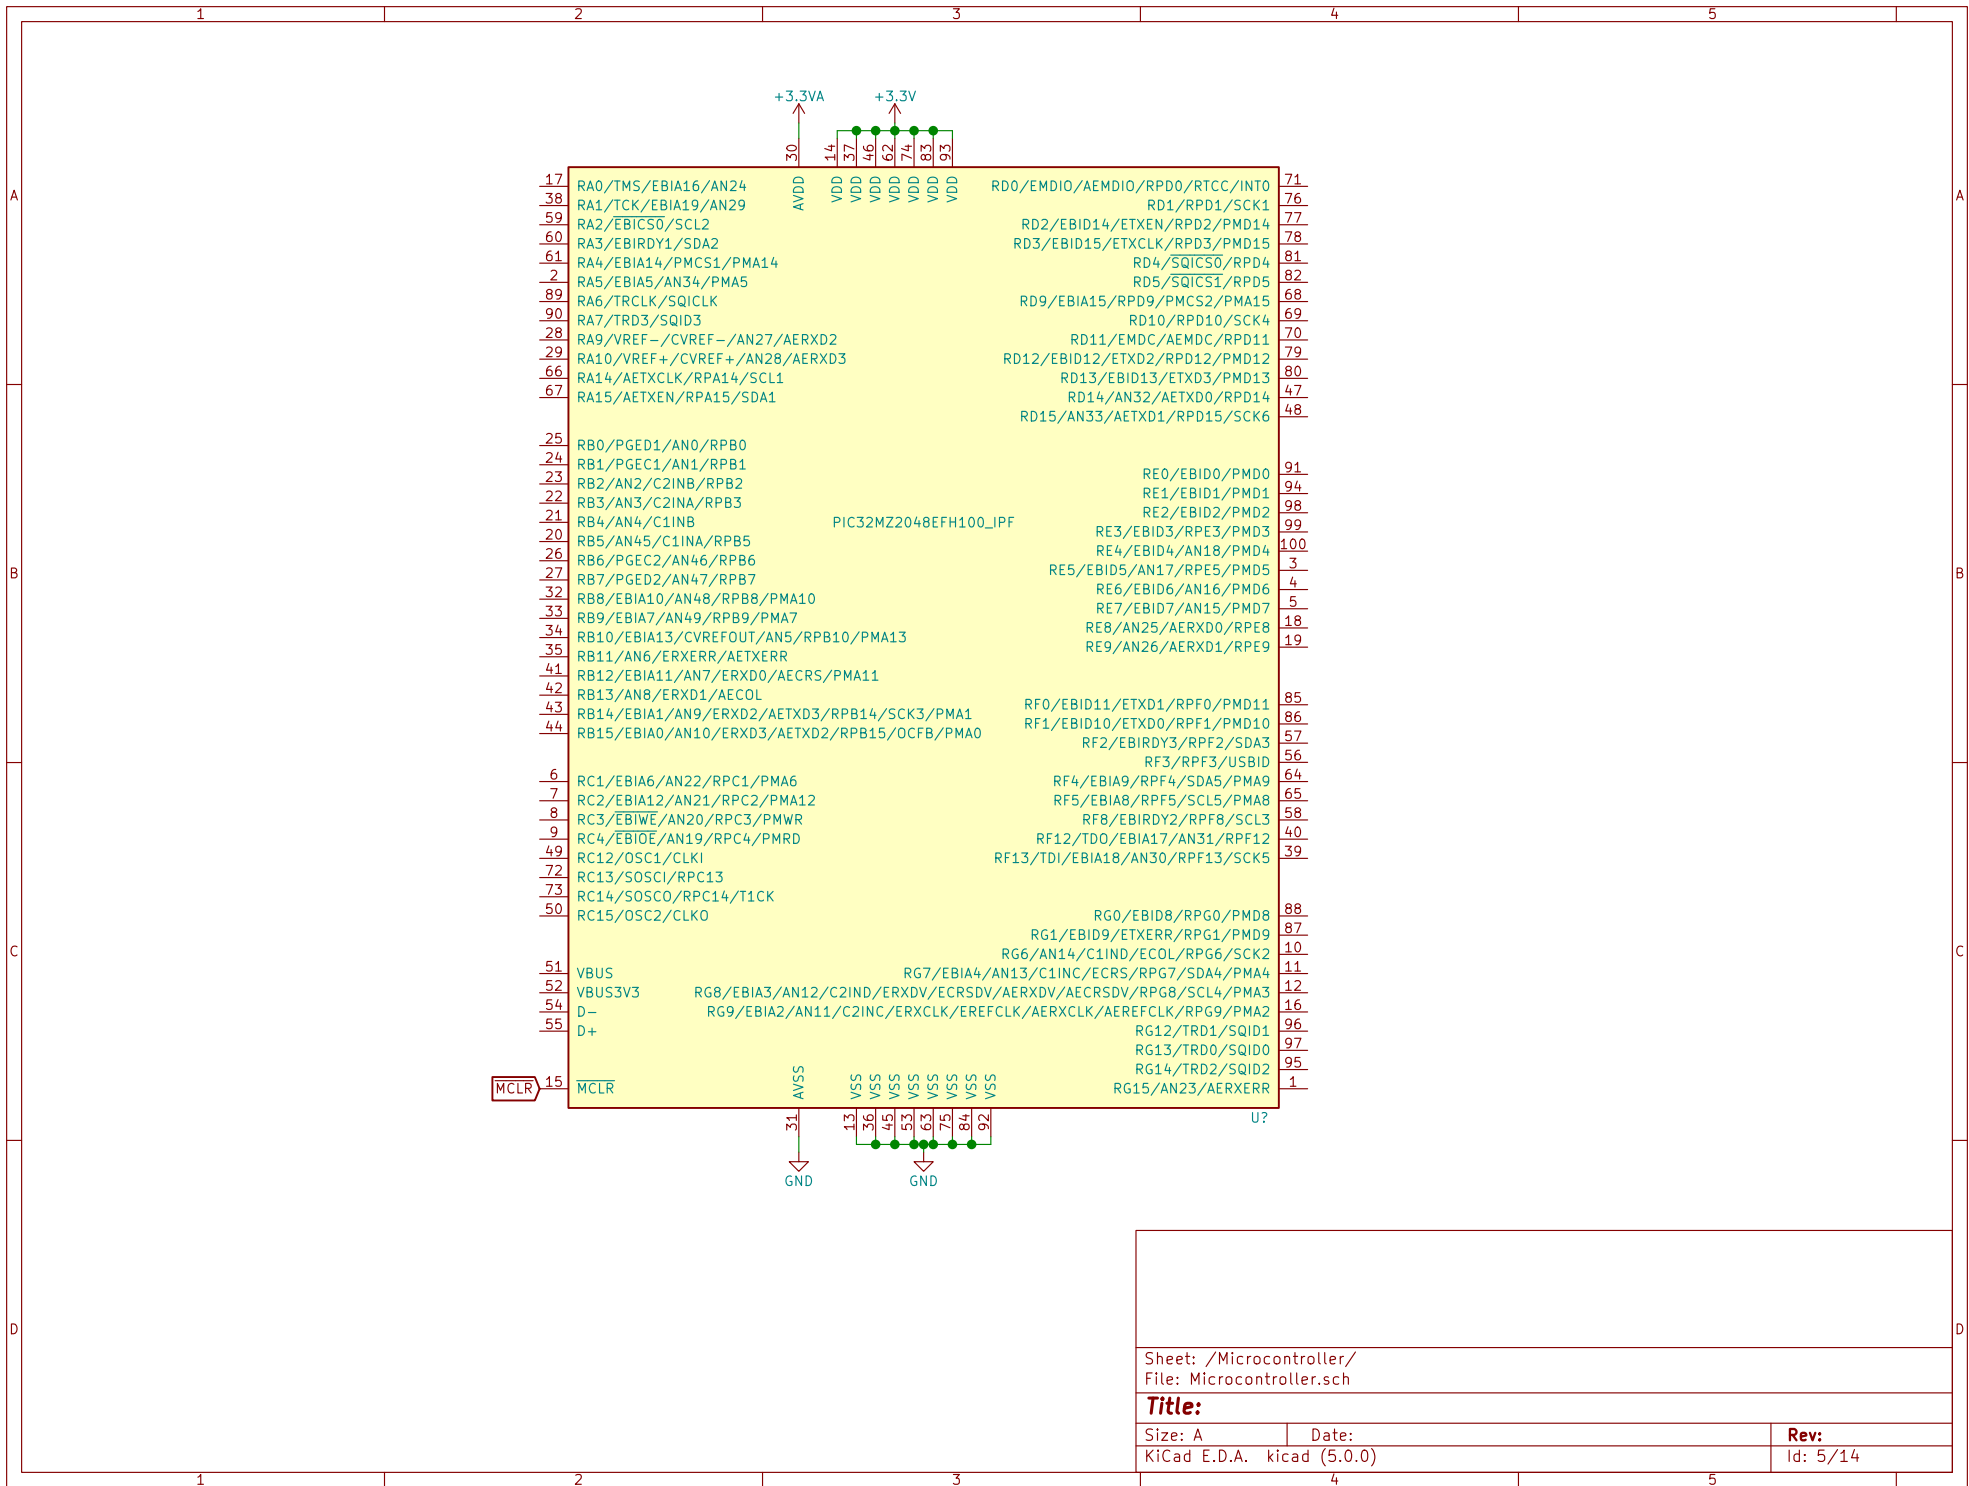 1 2 3 4 5
A A
B B
C C
D D
+3.3VA +3.3V
30 14 37 46 62 74 83 93
AVDD VDD VDD VDD VDD VDD VDD VDD
17 RA0/TMS/EBIA16/AN24
38 RA1/TCK/EBIA19/AN29
59 RA2/EBICS0/SCL2
60 RA3/EBIRDY1/SDA2
61 RA4/EBIA14/PMCS1/PMA14
2 RA5/EBIA5/AN34/PMA5
89 RA6/TRCLK/SQICLK
90 RA7/TRD3/SQID3
28 RA9/VREF-/CVREF-/AN27/AERXD2
29 RA10/VREF+/CVREF+/AN28/AERXD3
66 RA14/AETXCLK/RPA14/SCL1
67 RA15/AETXEN/RPA15/SDA1
25 RB0/PGED1/AN0/RPB0
24 RB1/PGEC1/AN1/RPB1
23 RB2/AN2/C2INB/RPB2
22 RB3/AN3/C2INA/RPB3
21 RB4/AN4/C1INB
20 RB5/AN45/C1INA/RPB5
26 RB6/PGEC2/AN46/RPB6
27 RB7/PGED2/AN47/RPB7
32 RB8/EBIA10/AN48/RPB8/PMA10
33 RB9/EBIA7/AN49/RPB9/PMA7
34 RB10/EBIA13/CVREFOUT/AN5/RPB10/PMA13
35 RB11/AN6/ERXERR/AETXERR
41 RB12/EBIA11/AN7/ERXD0/AECRS/PMA11
42 RB13/AN8/ERXD1/AECOL
43 RB14/EBIA1/AN9/ERXD2/AETXD3/RPB14/SCK3/PMA1
44 RB15/EBIA0/AN10/ERXD3/AETXD2/RPB15/OCFB/PMA0
6 RC1/EBIA6/AN22/RPC1/PMA6
7 RC2/EBIA12/AN21/RPC2/PMA12
8 RC3/EBIWE/AN20/RPC3/PMWR
9 RC4/EBIOE/AN19/RPC4/PMRD
49 RC12/OSC1/CLKI
72 RC13/SOSCI/RPC13
73 RC14/SOSCO/RPC14/T1CK
50 RC15/OSC2/CLKO
51 VBUS
52 VBUS3V3
54 D-
55 D+
MCLR 15 MCLR
PIC32MZ2048EFH100_IPF
RD0/EMDIO/AEMDIO/RPD0/RTCC/INT0 71
RD1/RPD1/SCK1 76
RD2/EBID14/ETXEN/RPD2/PMD14 77
RD3/EBID15/ETXCLK/RPD3/PMD15 78
RD4/SQICS0/RPD4 81
RD5/SQICS1/RPD5 82
RD9/EBIA15/RPD9/PMCS2/PMA15 68
RD10/RPD10/SCK4 69
RD11/EMDC/AEMDC/RPD11 70
RD12/EBID12/ETXD2/RPD12/PMD12 79
RD13/EBID13/ETXD3/PMD13 80
RD14/AN32/AETXD0/RPD14 47
RD15/AN33/AETXD1/RPD15/SCK6 48
RE0/EBID0/PMD0 91
RE1/EBID1/PMD1 94
RE2/EBID2/PMD2 98
RE3/EBID3/RPE3/PMD3 99
RE4/EBID4/AN18/PMD4 100
RE5/EBID5/AN17/RPE5/PMD5 3
RE6/EBID6/AN16/PMD6 4
RE7/EBID7/AN15/PMD7 5
RE8/AN25/AERXD0/RPE8 18
RE9/AN26/AERXD1/RPE9 19
RF0/EBID11/ETXD1/RPF0/PMD11 85
RF1/EBID10/ETXD0/RPF1/PMD10 86
RF2/EBIRDY3/RPF2/SDA3 57
RF3/RPF3/USBID 56
RF4/EBIA9/RPF4/SDA5/PMA9 64
RF5/EBIA8/RPF5/SCL5/PMA8 65
RF8/EBIRDY2/RPF8/SCL3 58
RF12/TDO/EBIA17/AN31/RPF12 40
RF13/TDI/EBIA18/AN30/RPF13/SCK5 39
RG0/EBID8/RPG0/PMD8 88
RG1/EBID9/ETXERR/RPG1/PMD9 87
RG6/AN14/C1IND/ECOL/RPG6/SCK2 10
RG7/EBIA4/AN13/C1INC/ECRS/RPG7/SDA4/PMA4 11
RG8/EBIA3/AN12/C2IND/ERXDV/ECRSDV/AERXDV/AECRSDV/RPG8/SCL4/PMA3 12
RG9/EBIA2/AN11/C2INC/ERXCLK/EREFCLK/AERXCLK/AEREFCLK/RPG9/PMA2 16
RG12/TRD1/SQID1 96
RG13/TRD0/SQID0 97
RG14/TRD2/SQID2 95
RG15/AN23/AERXERR 1
AVSS VSS VSS VSS VSS VSS VSS VSS VSS
31 13 36 45 53 63 75 84 92
U?
GND GND
Sheet: /Microcontroller/
File: Microcontroller.sch
Title:
Size: A Date: Rev:
KiCad E.D.A. kicad (5.0.0) Id: 5/14
1 2 3 4 5